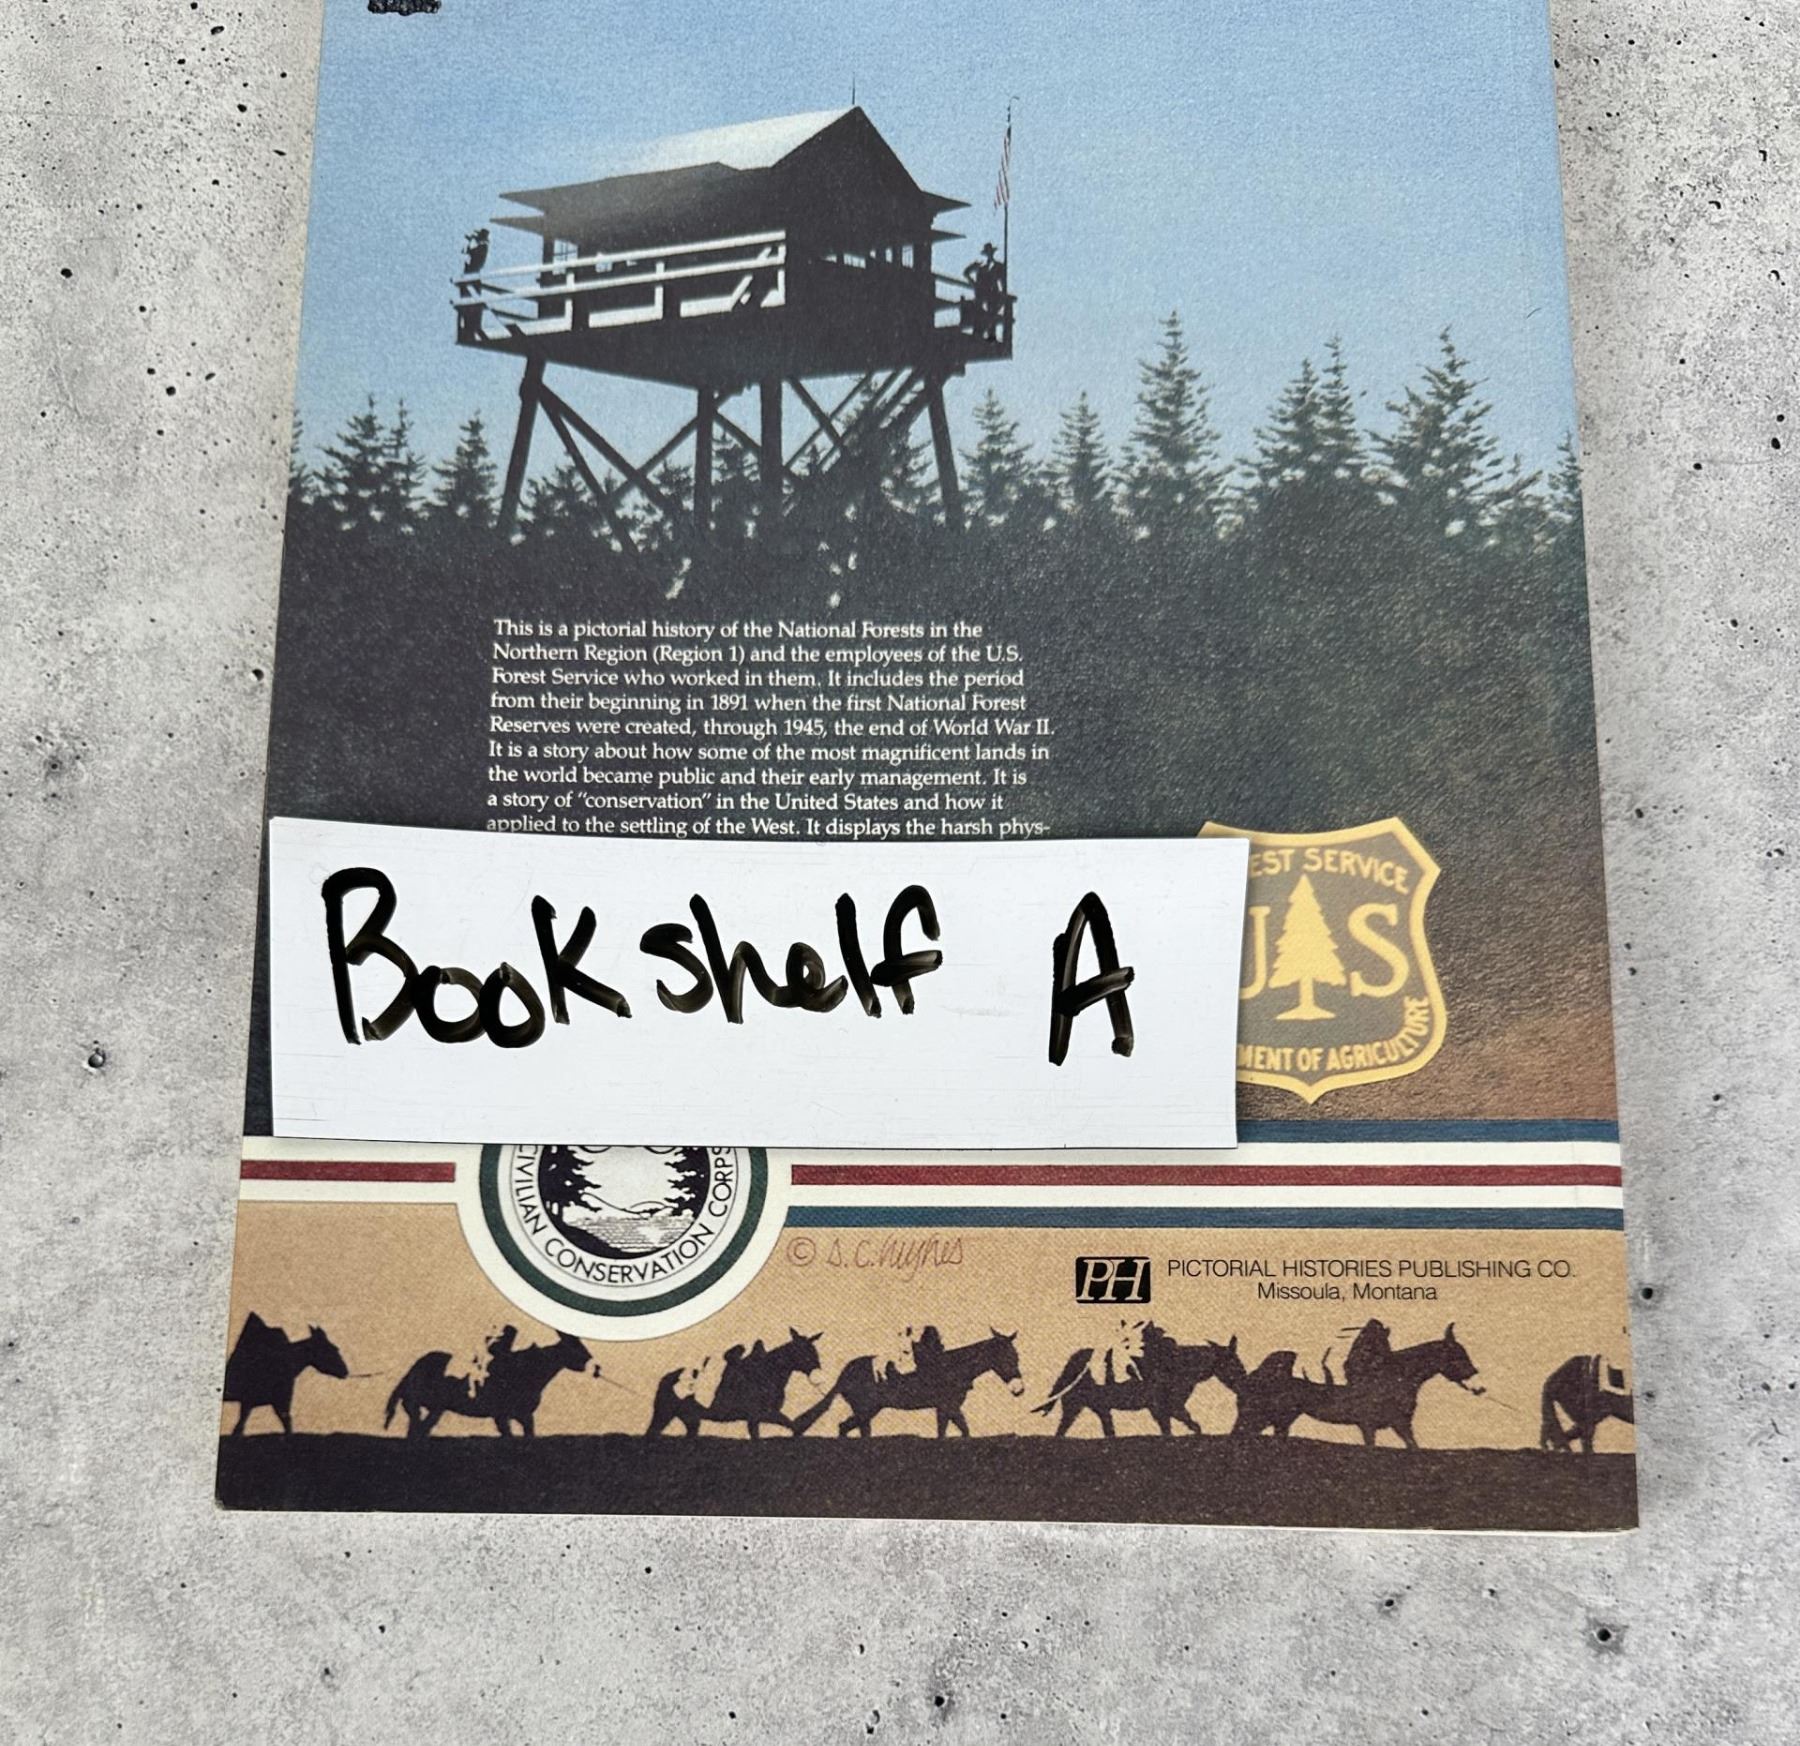 This is a pictorial history of the National Forests in the
Northern Region (Region 1) and the employees of the U.S.
Forest Service who worked in them. It includes the period
from their beginning in 1891 when the first National Forest
Reserves were created, through 1945, the end of World War II.
It is a story about how some of the most magnificent lands in
the world became public and their early management. It is
a story of "conservation" in the United States and how it
applied to the settling of the West. It displays the harsh phys-
Bookshelf A
EST SERVICE
US
MENT OF AGRICULTURE
CIVILIAN CONSERVATION CORPS
© S.C. Hughes
PH
PICTORIAL HISTORIES PUBLISHING CO.
Missoula, Montana